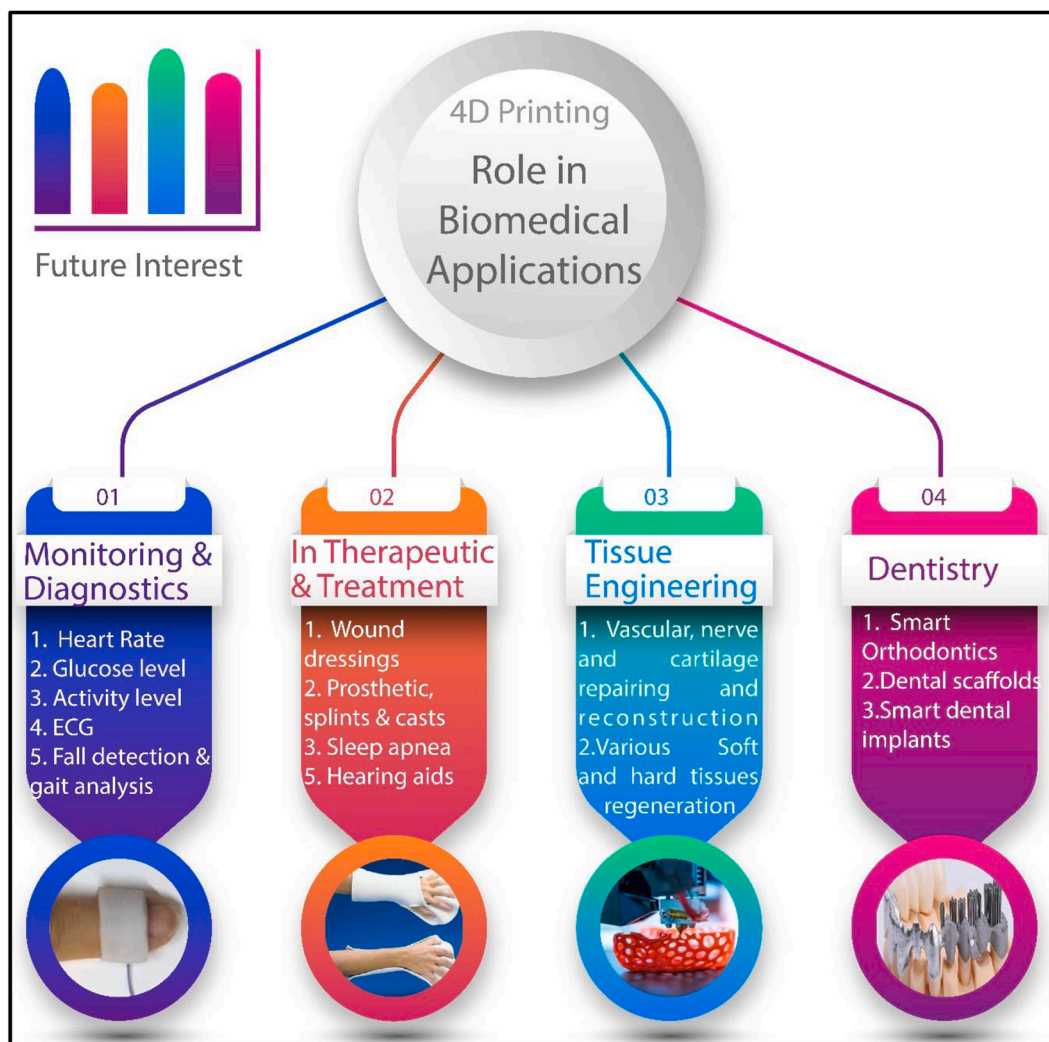 4D Printing
Role in
Biomedical
Applications
Future Interest
01
Monitoring &
Diagnostics
1. Heart Rate
2. Glucose level
3. Activity level
4. ECG
5. Fall detection &
gait analysis
02
In Therapeutic
& Treatment
1. Wound
dressings
2. Prosthetic,
splints & casts
3. Sleep apnea
5. Hearing aids
03
Tissue
Engineering
1. Vascular, nerve
and cartilage
repairing and
reconstruction
2.Various Soft
and hard tissues
regeneration
04
Dentistry
1. Smart
Orthodontics
2.Dental scaffolds
3.Smart dental
implants